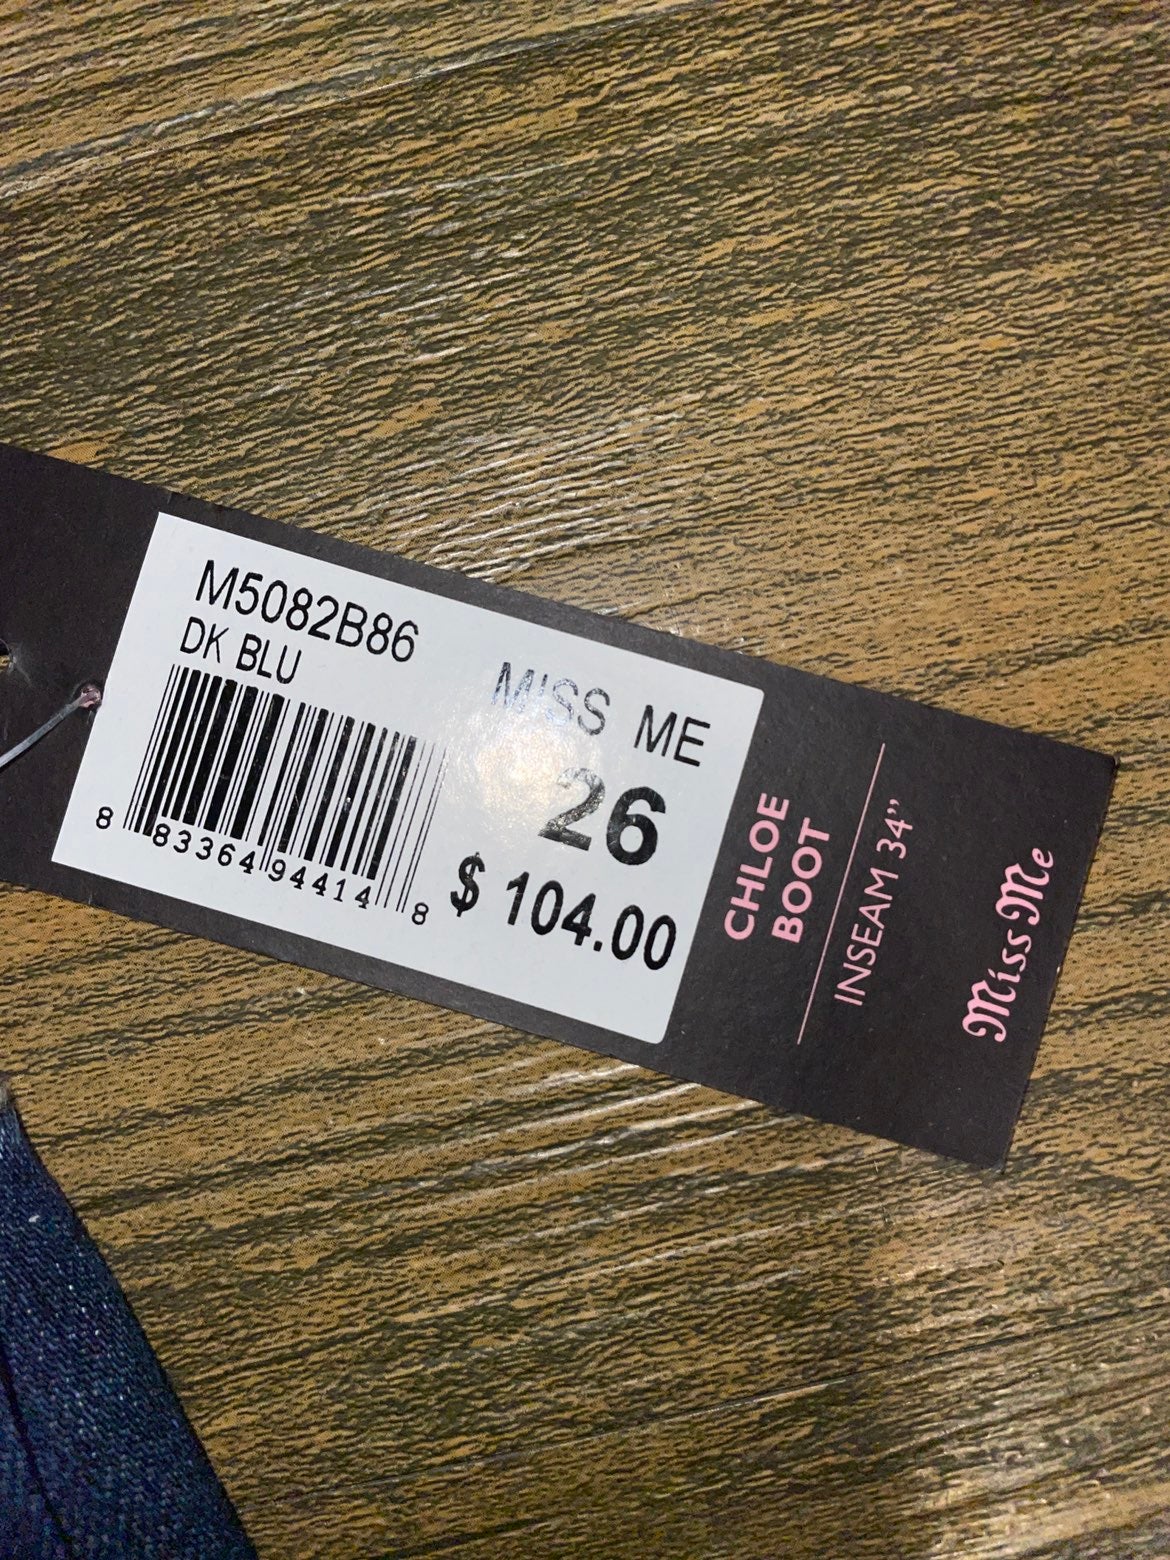 M5082B86
DK BLU
MISS ME
26
$ 104.00
8 83364 94414 8
CHLOE
BOOT
INSEAM 34”
Miss Me